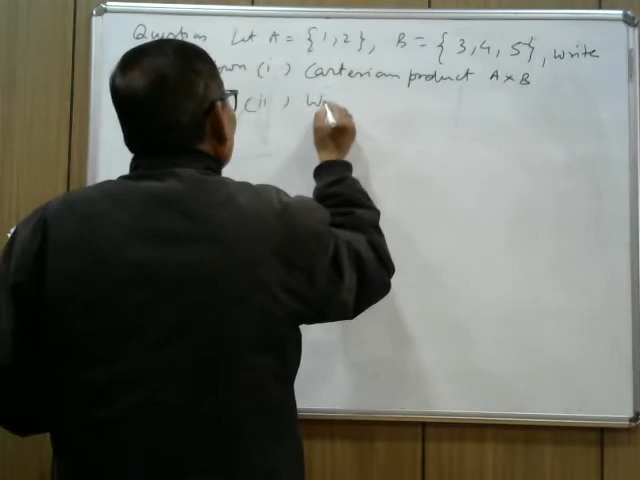 Question Let A = {1,2}, B = {3,4,5}, write
(i) Cartesian product A×B
(ii) W